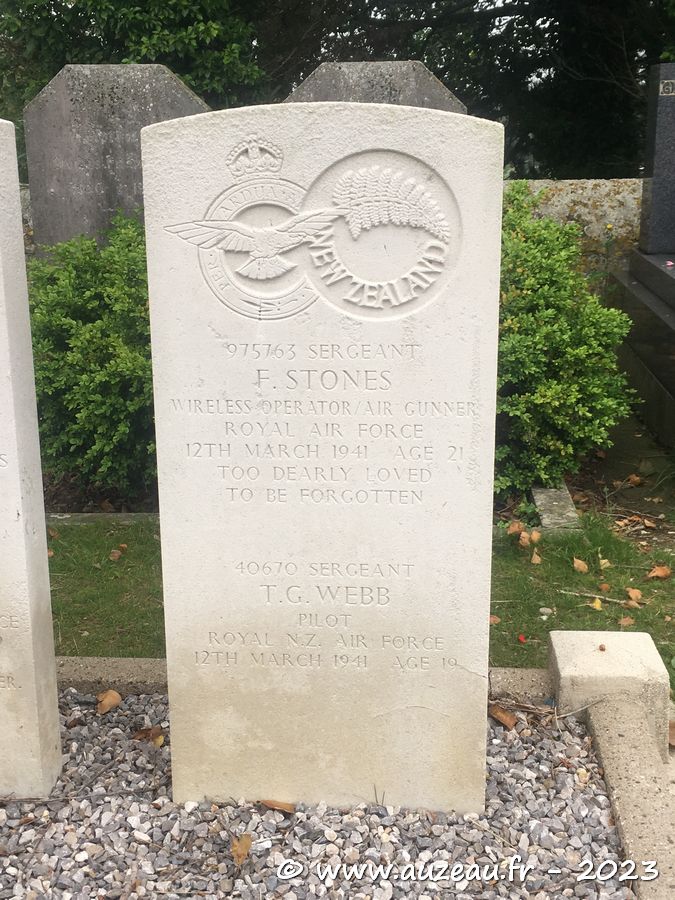 NEW ZEALAND
975763 SERGEANT
F. STONES
WIRELESS OPERATOR/AIR GUNNER
ROYAL AIR FORCE
12TH MARCH 1941 AGE 21
TOO DEARLY LOVED
TO BE FORGOTTEN
40670 SERGEANT
T.G. WEBB
PILOT
ROYAL N.Z. AIR FORCE
12TH MARCH 1941 AGE 19
© www.auzeau.fr - 2023